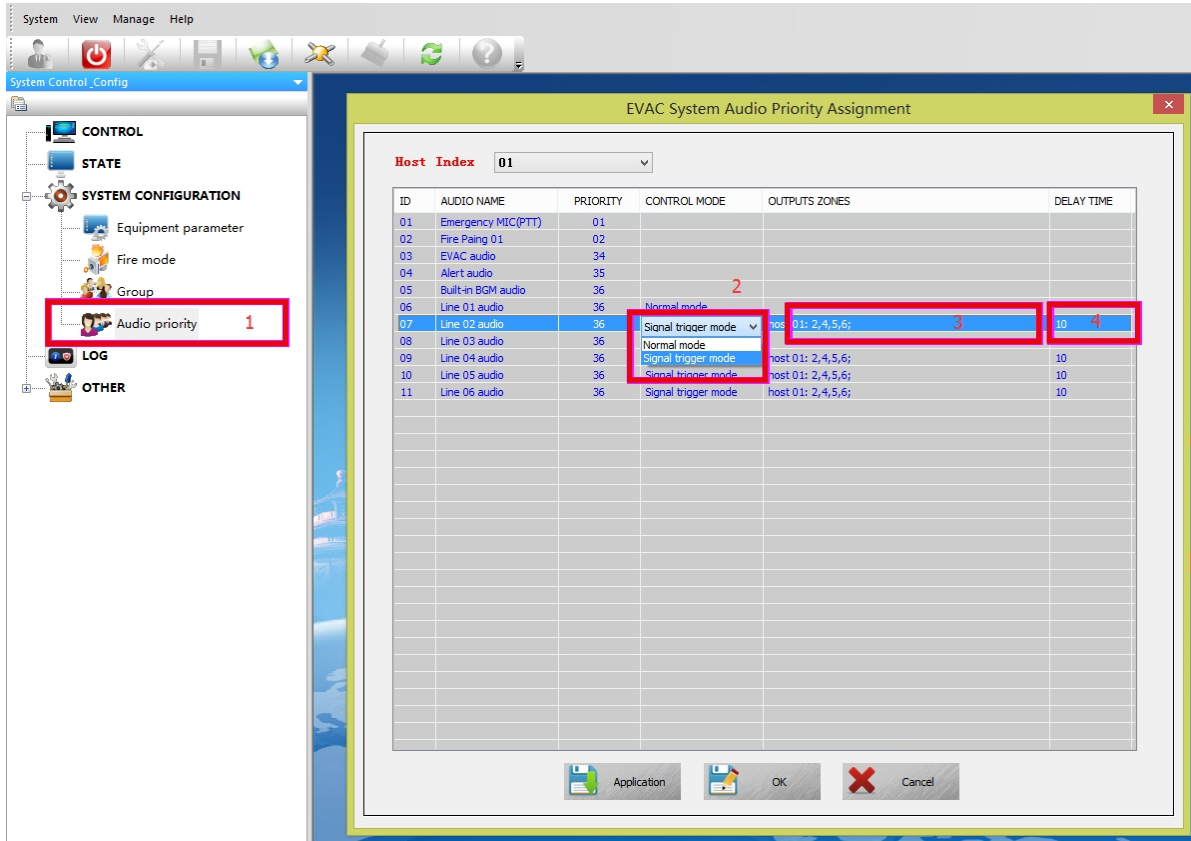 System View Manage Help
System Control_Config
CONTROL
STATE
SYSTEM CONFIGURATION
Equipment parameter
Fire mode
Group
Audio priority 1
LOG
OTHER
EVAC System Audio Priority Assignment
Host Index 01
ID AUDIO NAME PRIORITY CONTROL MODE OUTPUTS ZONES DELAY TIME
01 Emergency MIC(PTT) 01
02 Fire Paing 01 02
03 EVAC audio 34
04 Alert audio 35
05 Built-in BGM audio 36
2
06 Line 01 audio 36 Normal mode
07 Line 02 audio 36 Signal trigger mode host 01: 2,4,5,6; 3 10 4
Normal mode
Signal trigger mode
08 Line 03 audio 36
09 Line 04 audio 36 host 01: 2,4,5,6; 10
10 Line 05 audio 36 Signal trigger mode host 01: 2,4,5,6; 10
11 Line 06 audio 36 Signal trigger mode host 01: 2,4,5,6; 10
Application OK Cancel